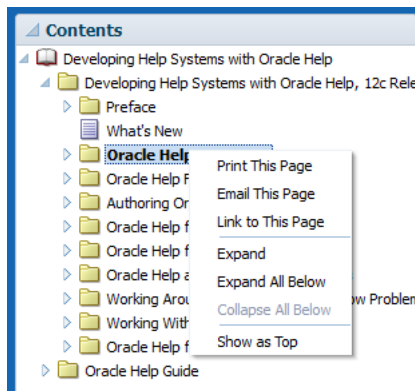 Contents
Developing Help Systems with Oracle Help
Developing Help Systems with Oracle Help, 12c Rele
Preface
What's New
Oracle Help
Print This Page
Oracle Help F
Email This Page
Authoring Or
Link to This Page
Oracle Help f
Oracle Help f
Expand
Oracle Help a
Expand All Below
Working Arou
ow Problem
Collapse All Below
Working With
Oracle Help f
Show as Top
Oracle Help Guide